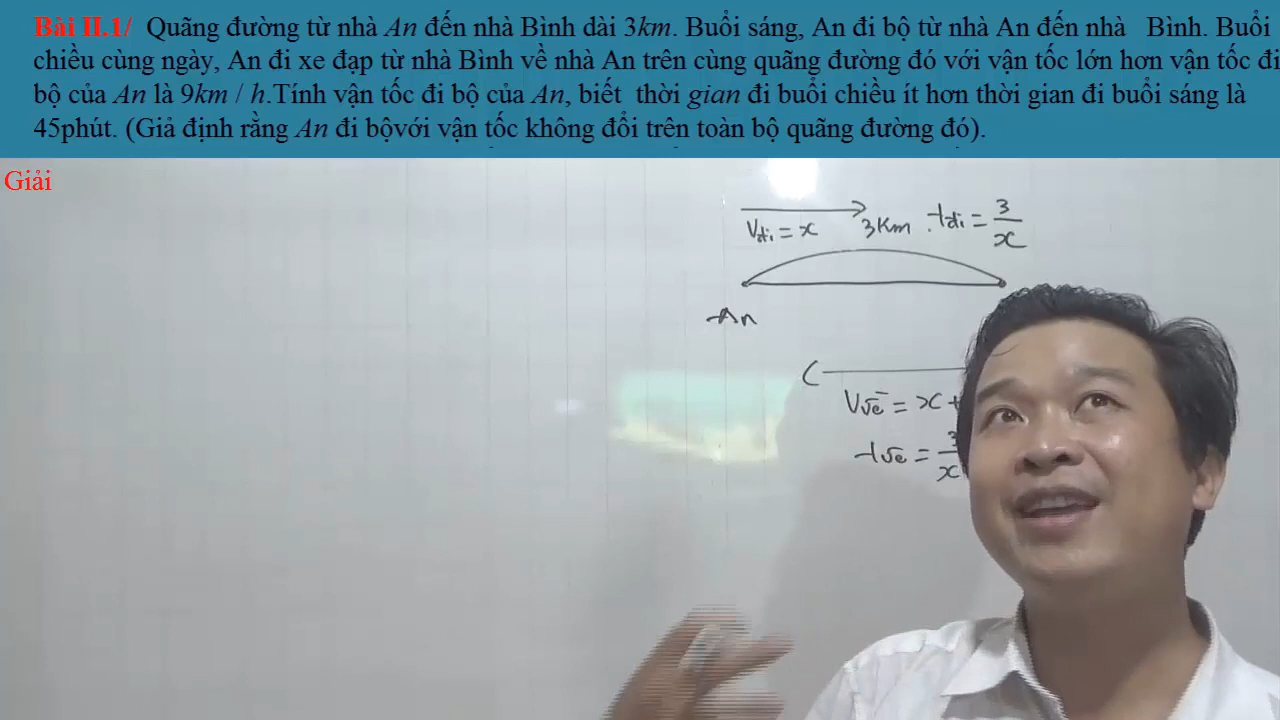 Bài II.1/ Quãng đường từ nhà An đến nhà Bình dài 3km. Buổi sáng, An đi bộ từ nhà An đến nhà Bình. Buổi
chiều cùng ngày, An đi xe đạp từ nhà Bình về nhà An trên cùng quãng đường đó với vận tốc lớn hơn vận tốc đi
bộ của An là 9km / h.Tính vận tốc đi bộ của An, biết thời gian đi buổi chiều ít hơn thời gian đi buổi sáng là
45phút. (Giả định rằng An đi bộvới vận tốc không đổi trên toàn bộ quãng đường đó).
Giải
Vđi = x 3km . tđi = 3/x
An
Vvề = x +
tvề = 3/x